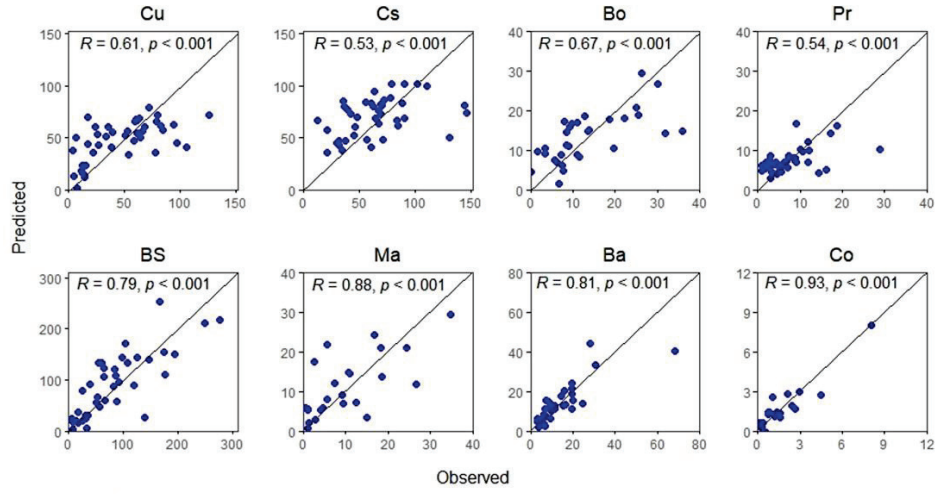 Cu
Cs
Bo
Pr
R = 0.61, p < 0.001
R = 0.53, p < 0.001
R = 0.67, p < 0.001
R = 0.54, p < 0.001
150
100
50
0
150
100
50
0
40
30
20
10
0
40
30
20
10
0
0 50 100 150
0 50 100 150
0 10 20 30 40
0 10 20 30 40
Predicted
BS
Ma
Ba
Co
R = 0.79, p < 0.001
R = 0.88, p < 0.001
R = 0.81, p < 0.001
R = 0.93, p < 0.001
300
200
100
0
40
30
20
10
0
80
60
40
20
0
12
9
6
3
0
0 100 200 300
0 10 20 30 40
0 20 40 60 80
0 3 6 9 12
Observed